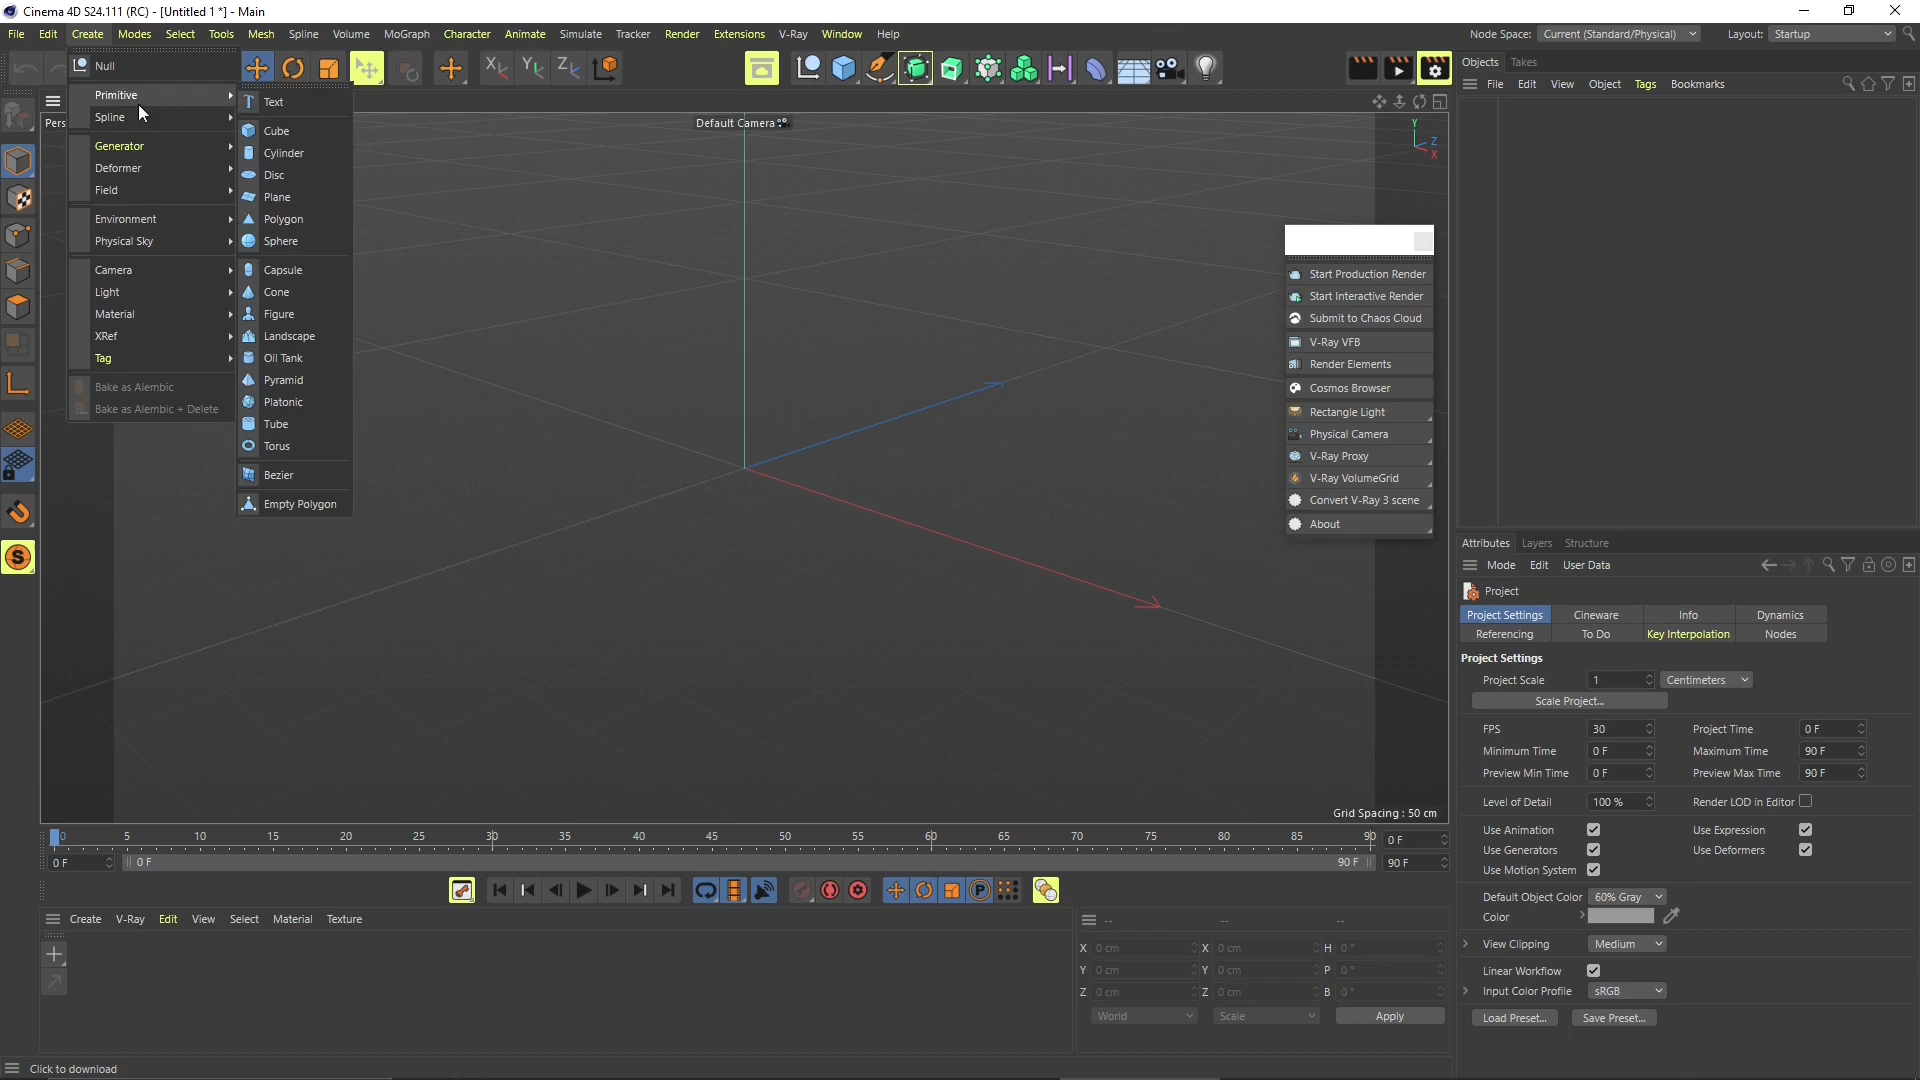 Cinema 4D S24.111 (RC) - [Untitled 1 *] - Main
File Edit Create Modes Select Tools Mesh Spline Volume MoGraph Character Animate Simulate Tracker Render Extensions V-Ray Window Help Node Space: Current (Standard/Physical) Layout: Startup
Null
Primitive
Spline
Generator
Deformer
Field
Environment
Physical Sky
Camera
Light
Material
XRef
Tag
Bake as Alembic
Bake as Alembic + Delete
Text
Cube
Cylinder
Disc
Plane
Polygon
Sphere
Capsule
Cone
Figure
Landscape
Oil Tank
Pyramid
Platonic
Tube
Torus
Bezier
Empty Polygon
Pers
Default Camera
Y
Z
X
Start Production Render
Start Interactive Render
Submit to Chaos Cloud
V-Ray VFB
Render Elements
Cosmos Browser
Rectangle Light
Physical Camera
V-Ray Proxy
V-Ray VolumeGrid
Convert V-Ray 3 scene
About
Grid Spacing : 50 cm
Objects Takes
File Edit View Object Tags Bookmarks
Attributes Layers Structure
Mode Edit User Data
Project
Project Settings Cineware Info Dynamics
Referencing To Do Key Interpolation Nodes
Project Settings
Project Scale 1 Centimeters
Scale Project...
FPS 30 Project Time 0 F
Minimum Time 0 F Maximum Time 90 F
Preview Min Time 0 F Preview Max Time 90 F
Level of Detail 100 % Render LOD in Editor
Use Animation Use Expression
Use Generators Use Deformers
Use Motion System
Default Object Color 60% Gray
Color
View Clipping Medium
Linear Workflow
Input Color Profile sRGB
Load Preset... Save Preset...
0 5 10 15 20 25 30 35 40 45 50 55 60 65 70 75 80 85 90 0 F
0 F 0 F 90 F 90 F
Create V-Ray Edit View Select Material Texture
-- -- --
X 0 cm X 0 cm H 0 °
Y 0 cm Y 0 cm P 0 °
Z 0 cm Z 0 cm B 0 °
World Scale Apply
Click to download